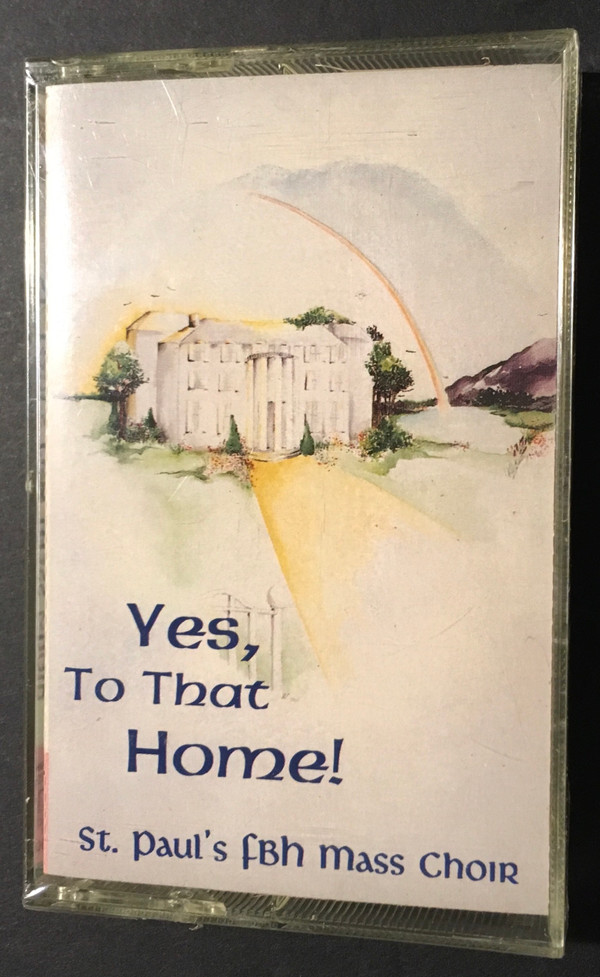 Yes,
To That
Home!
St. Paul's FBH Mass Choir